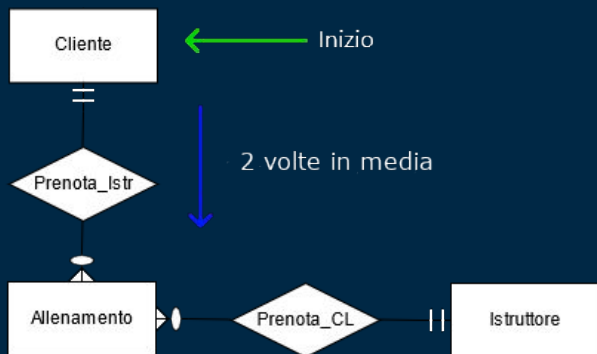 Cliente
Inizio
Prenota_Istr
2 volte in media
Allenamento
Prenota_CL
Istruttore